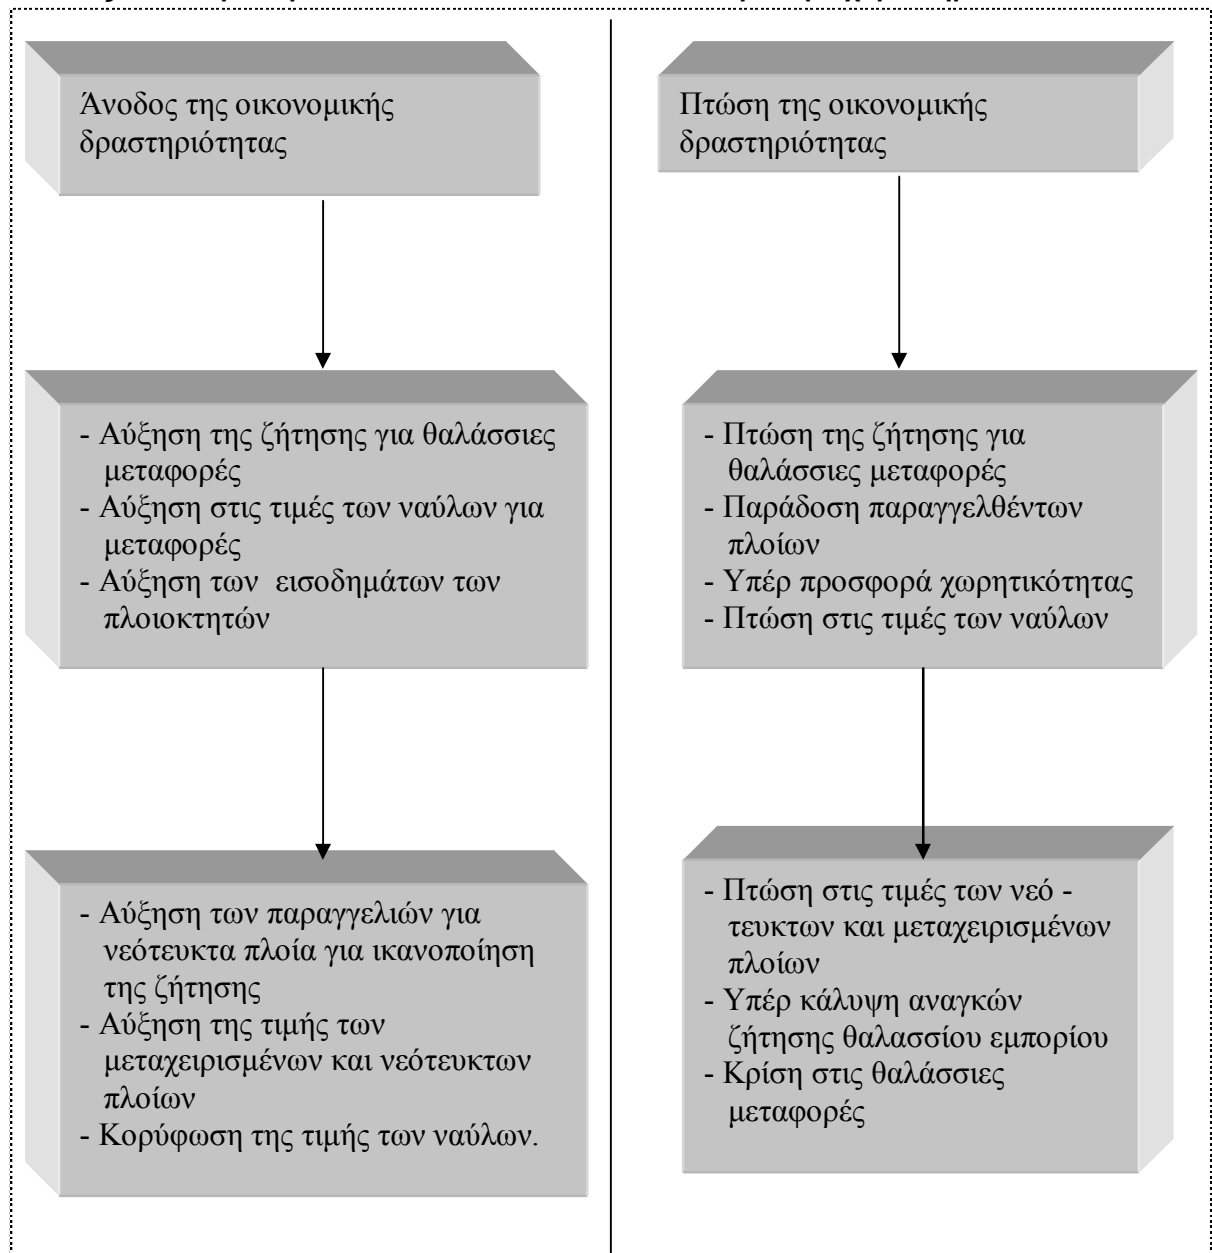 Άνοδος της οικονομικής
δραστηριότητας
- Αύξηση της ζήτησης για θαλάσσιες
μεταφορές
- Αύξηση στις τιμές των ναύλων για
μεταφορές
- Αύξηση των εισοδημάτων των
πλοιοκτητών
- Αύξηση των παραγγελιών για
νεότευκτα πλοία για ικανοποίηση
της ζήτησης
- Αύξηση της τιμής των
μεταχειρισμένων και νεότευκτων
πλοίων
- Κορύφωση της τιμής των ναύλων.
Πτώση της οικονομικής
δραστηριότητας
- Πτώση της ζήτησης για
θαλάσσιες μεταφορές
- Παράδοση παραγγελθέντων
πλοίων
- Υπέρ προσφορά χωρητικότητας
- Πτώση στις τιμές των ναύλων
- Πτώση στις τιμές των νεό -
τευκτων και μεταχειρισμένων
πλοίων
- Υπέρ κάλυψη αναγκών
ζήτησης θαλασσίου εμπορίου
- Κρίση στις θαλάσσιες
μεταφορές